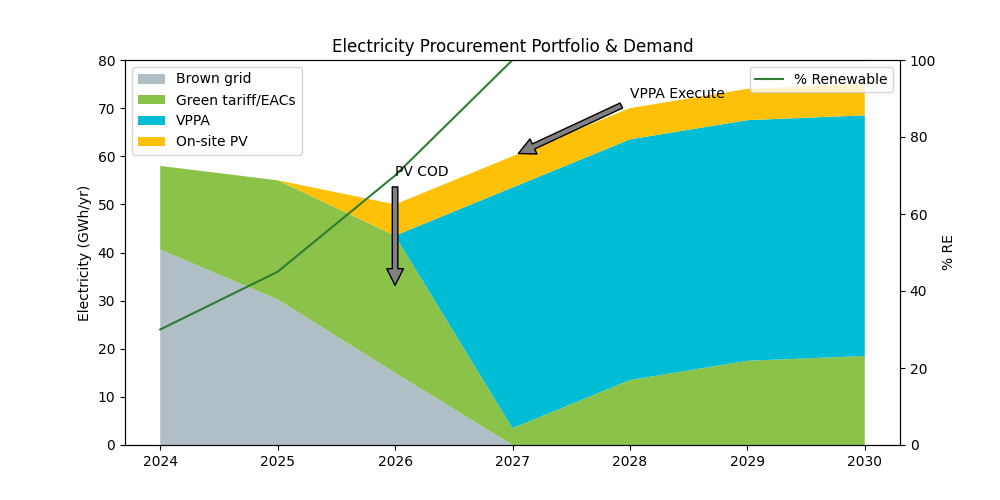 Electricity Procurement Portfolio & Demand
Brown grid
Green tariff/EACs
VPPA
On-site PV
% Renewable
VPPA Execute
PV COD
Electricity (GWh/yr)
80
70
60
50
40
30
20
10
0
% RE
100
80
60
40
20
0
2024 2025 2026 2027 2028 2029 2030